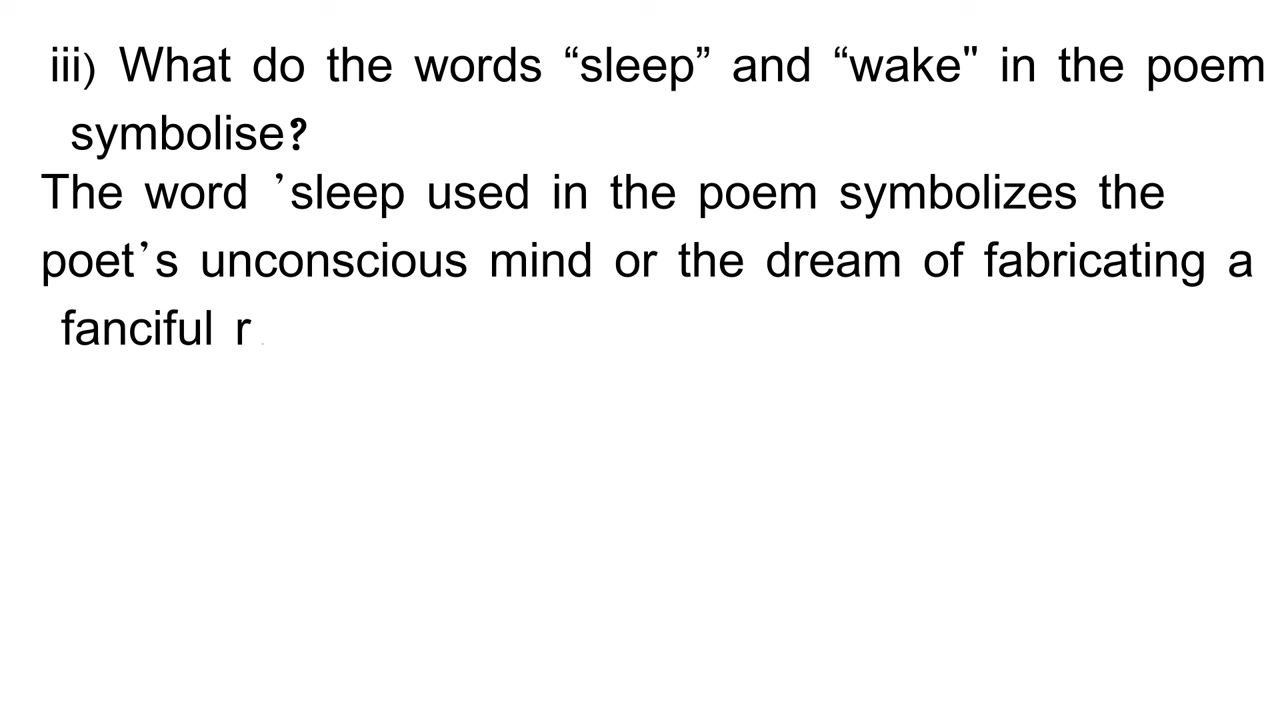 iii) What do the words “sleep” and “wake" in the poem
symbolise?
The word ’sleep used in the poem symbolizes the
poet’s unconscious mind or the dream of fabricating a
fanciful r